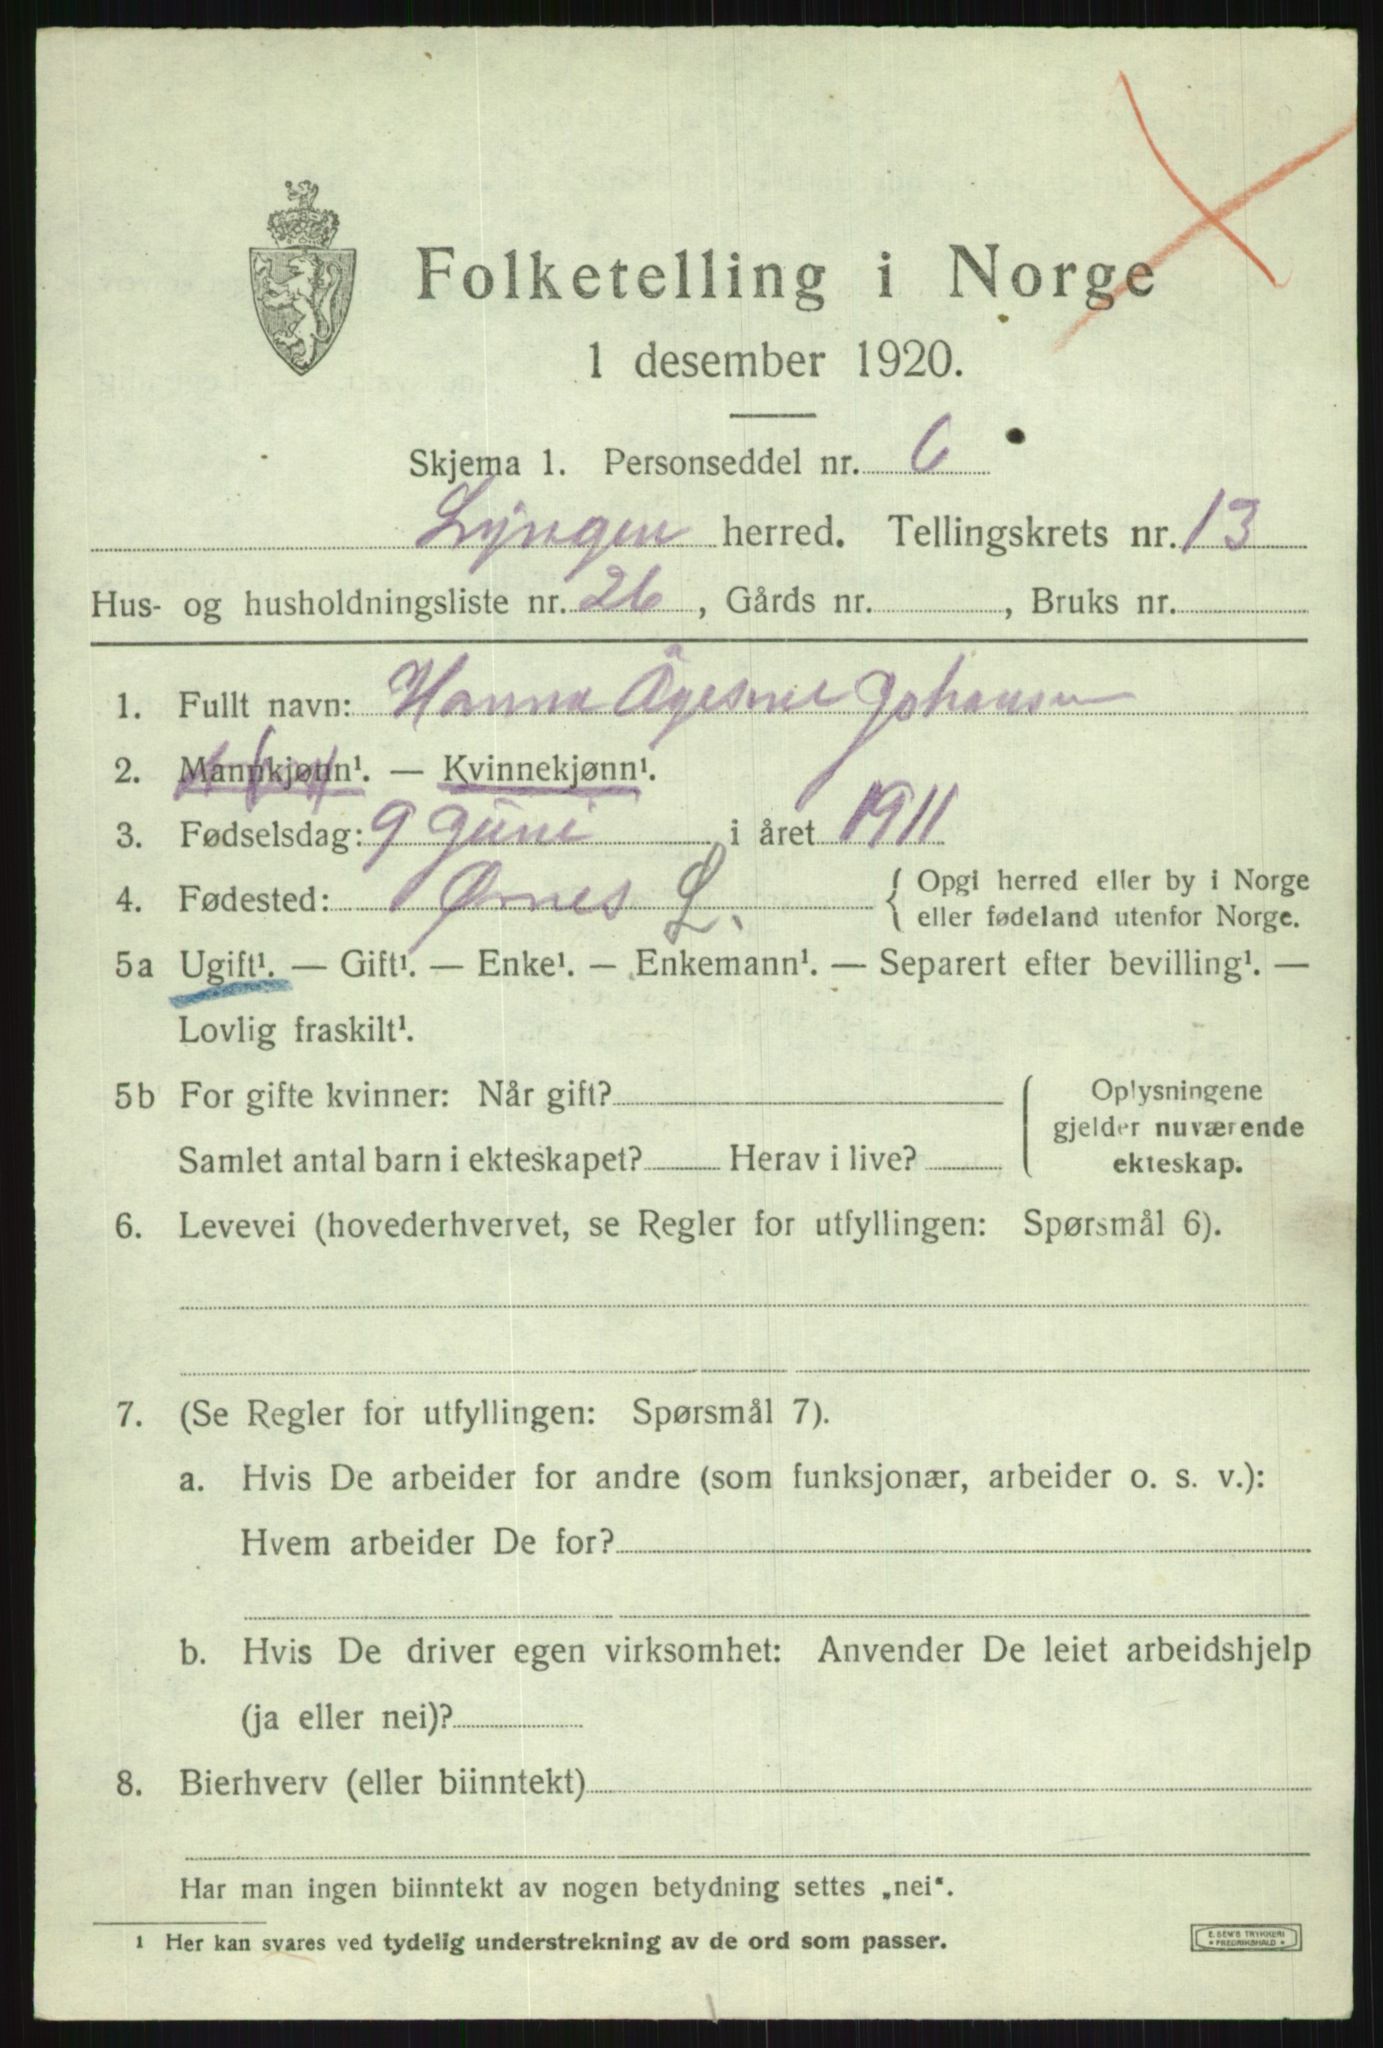 Folketelling i Norge
1 desember 1920.
Skjema 1. Personseddel nr. 6
Lyngen herred. Tellingskrets nr. 13
Hus- og husholdningsliste nr. 26, Gårds nr. , Bruks nr.
1. Fullt navn: Hanna Johansen
2. Mannkjønn¹. — Kvinnekjønn¹.
3. Fødselsdag: 9 Juni i året 1911
4. Fødested: Ørnes L. { Opgi herred eller by i Norge
eller fødeland utenfor Norge.
5a Ugift¹. — Gift¹. — Enke¹. — Enkemann¹. — Separert efter bevilling¹. —
Lovlig fraskilt¹.
5b For gifte kvinner: Når gift? ( Oplysningene
gjelder nuværende
Samlet antal barn i ekteskapet? Herav i live? ekteskap.
6. Levevei (hovederhvervet, se Regler for utfyllingen: Spørsmål 6).
7. (Se Regler for utfyllingen: Spørsmål 7).
a. Hvis De arbeider for andre (som funksjonær, arbeider o. s. v.):
Hvem arbeider De for?
b. Hvis De driver egen virksomhet: Anvender De leiet arbeidshjelp
(ja eller nei)?
8. Bierhverv (eller biinntekt)
Har man ingen biinntekt av nogen betydning settes „nei“.
¹ Her kan svares ved tydelig understrekning av de ord som passer.
E. SEM'S TRYKKERI
FREDRIKSHALD